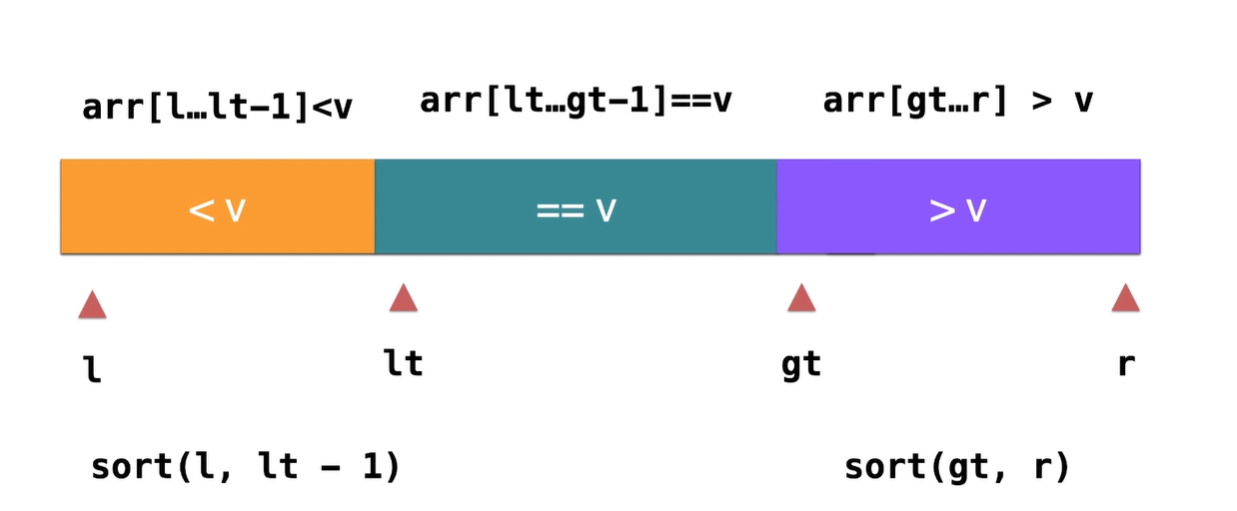 arr[l…lt-1]<v arr[lt…gt-1]==v arr[gt…r] > v
< v == v > v
l lt gt r
sort(l, lt - 1) sort(gt, r)